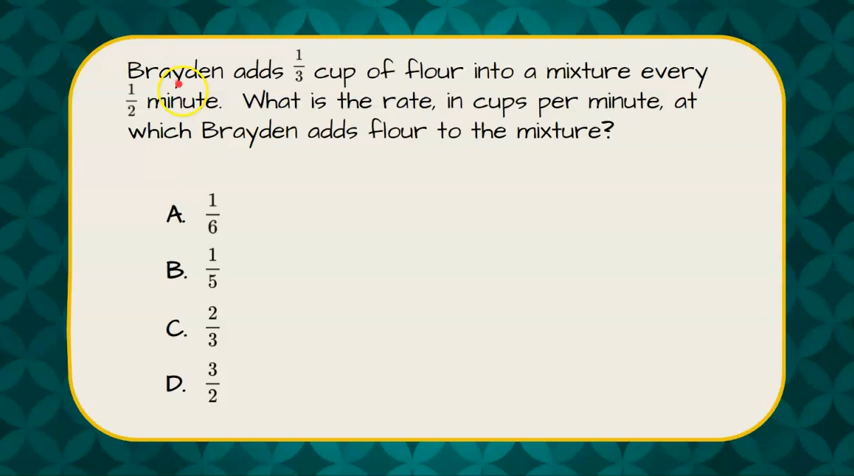 Brayden adds 1/3 cup of flour into a mixture every
1/2 minute. What is the rate, in cups per minute, at
which Brayden adds flour to the mixture?
A. 1/6
B. 1/5
C. 2/3
D. 3/2